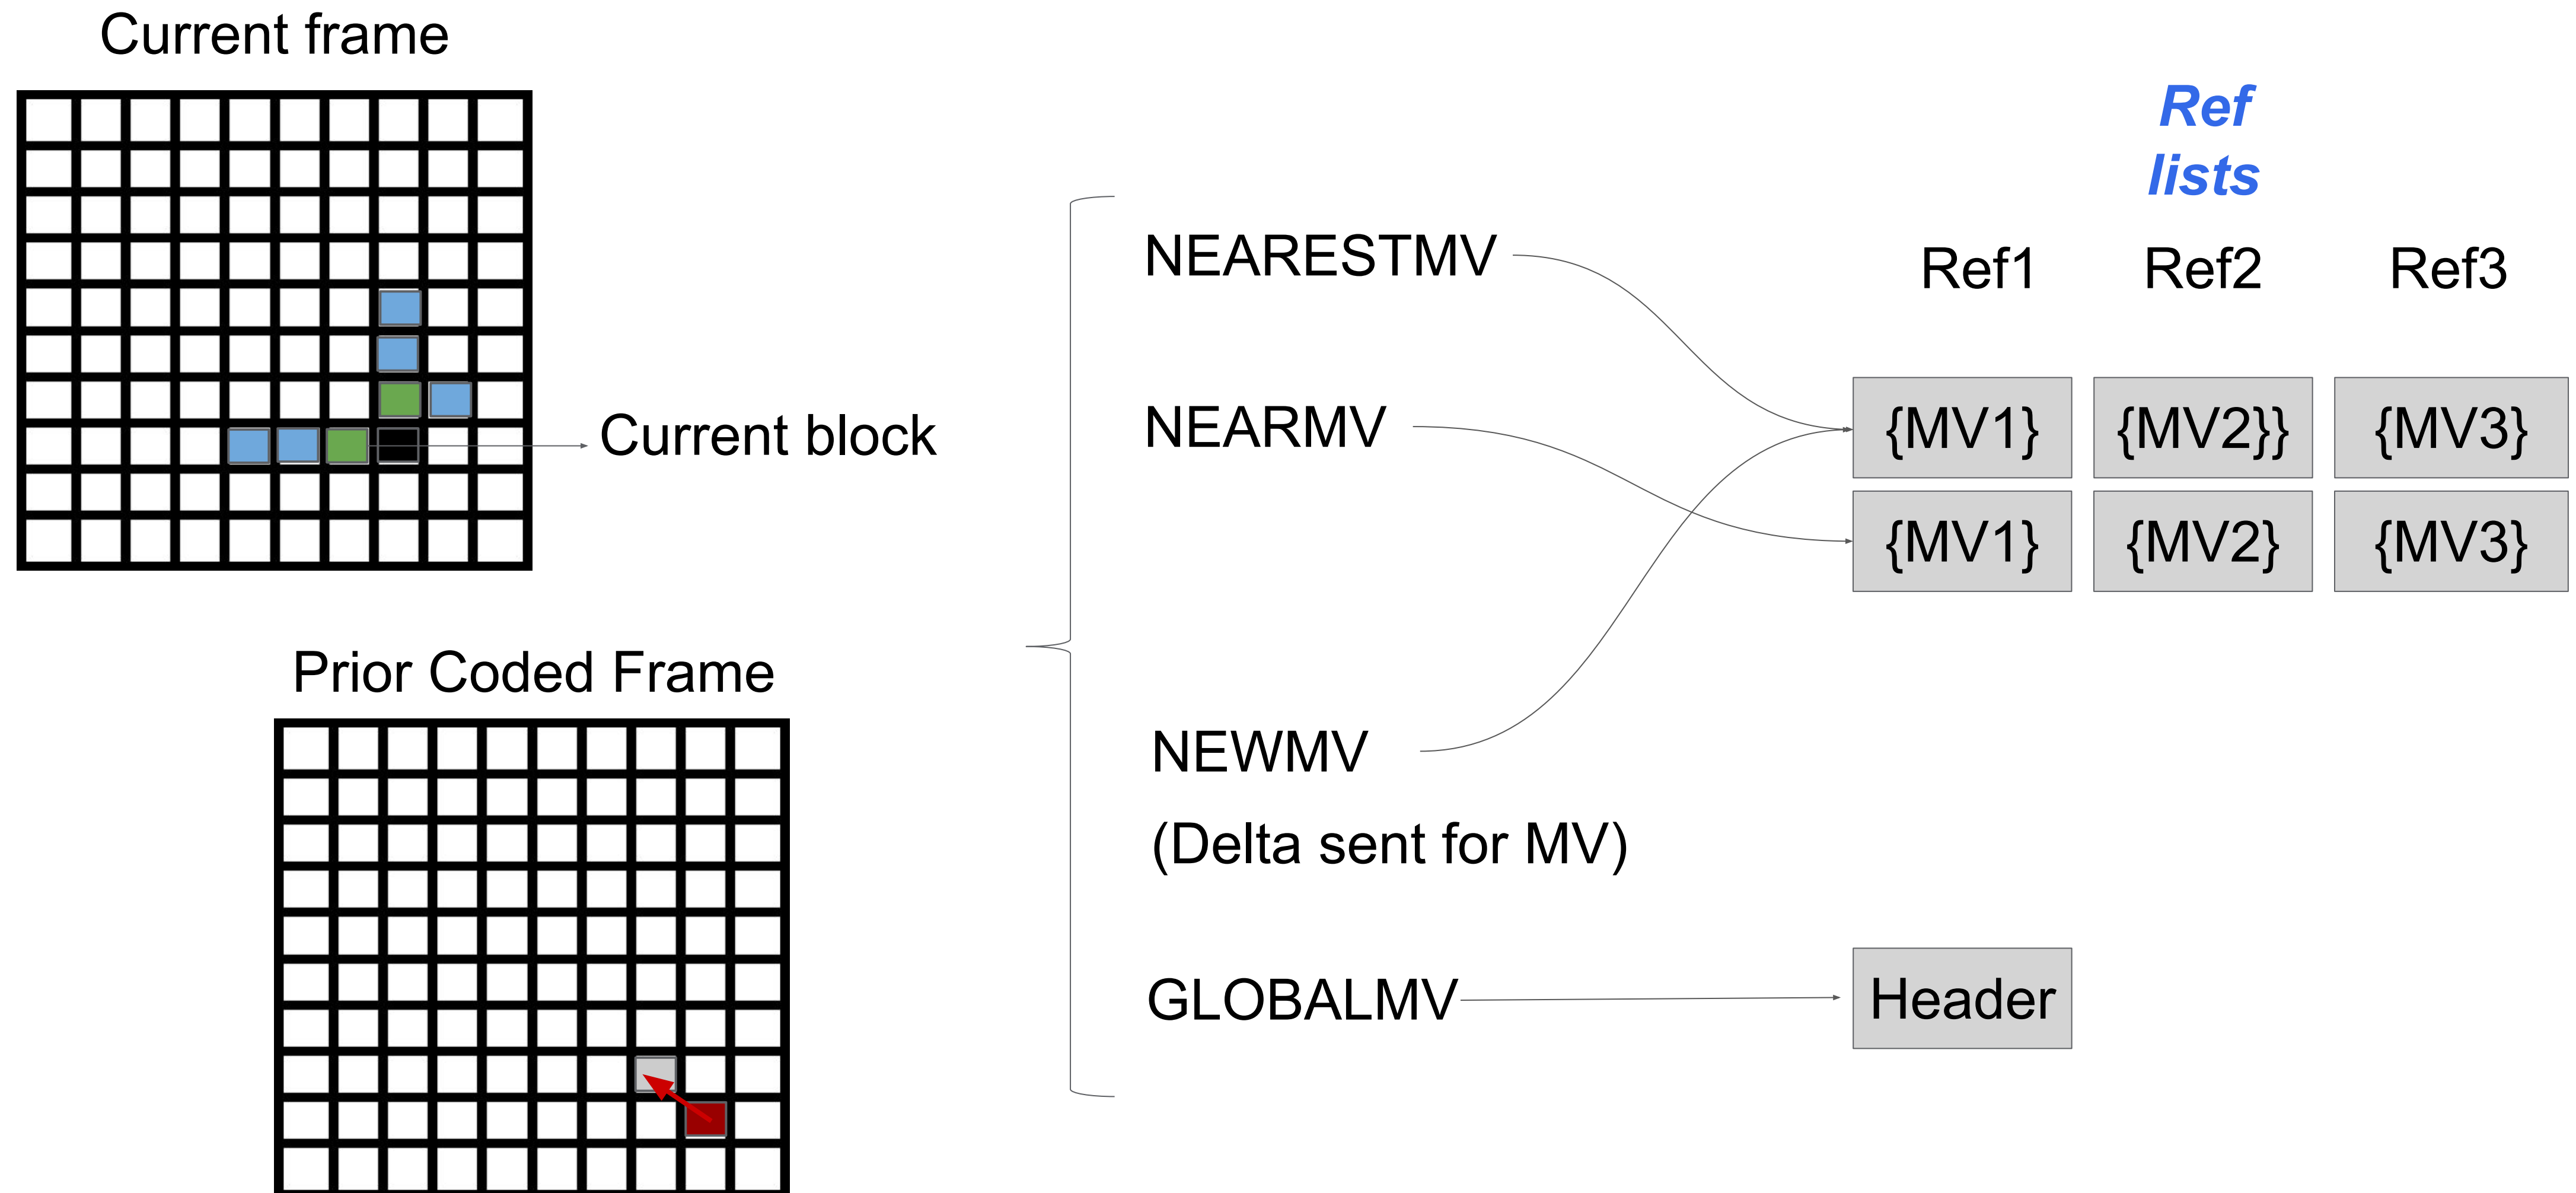 Current frame
Current block
Prior Coded Frame
NEARESTMV
NEARMV
NEWMV
(Delta sent for MV)
GLOBALMV
Ref
lists
Ref1 Ref2 Ref3
{MV1} {MV2}} {MV3}
{MV1} {MV2} {MV3}
Header